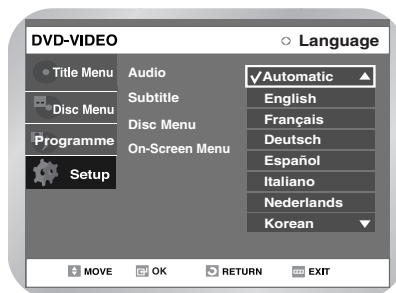 DVD-VIDEO
Language
Title Menu
Disc Menu
Programme
Setup
Audio
Subtitle
Disc Menu
On-Screen Menu
✓Automatic ▲
English
Français
Deutsch
Español
Italiano
Nederlands
Korean ▼
MOVE OK RETURN EXIT